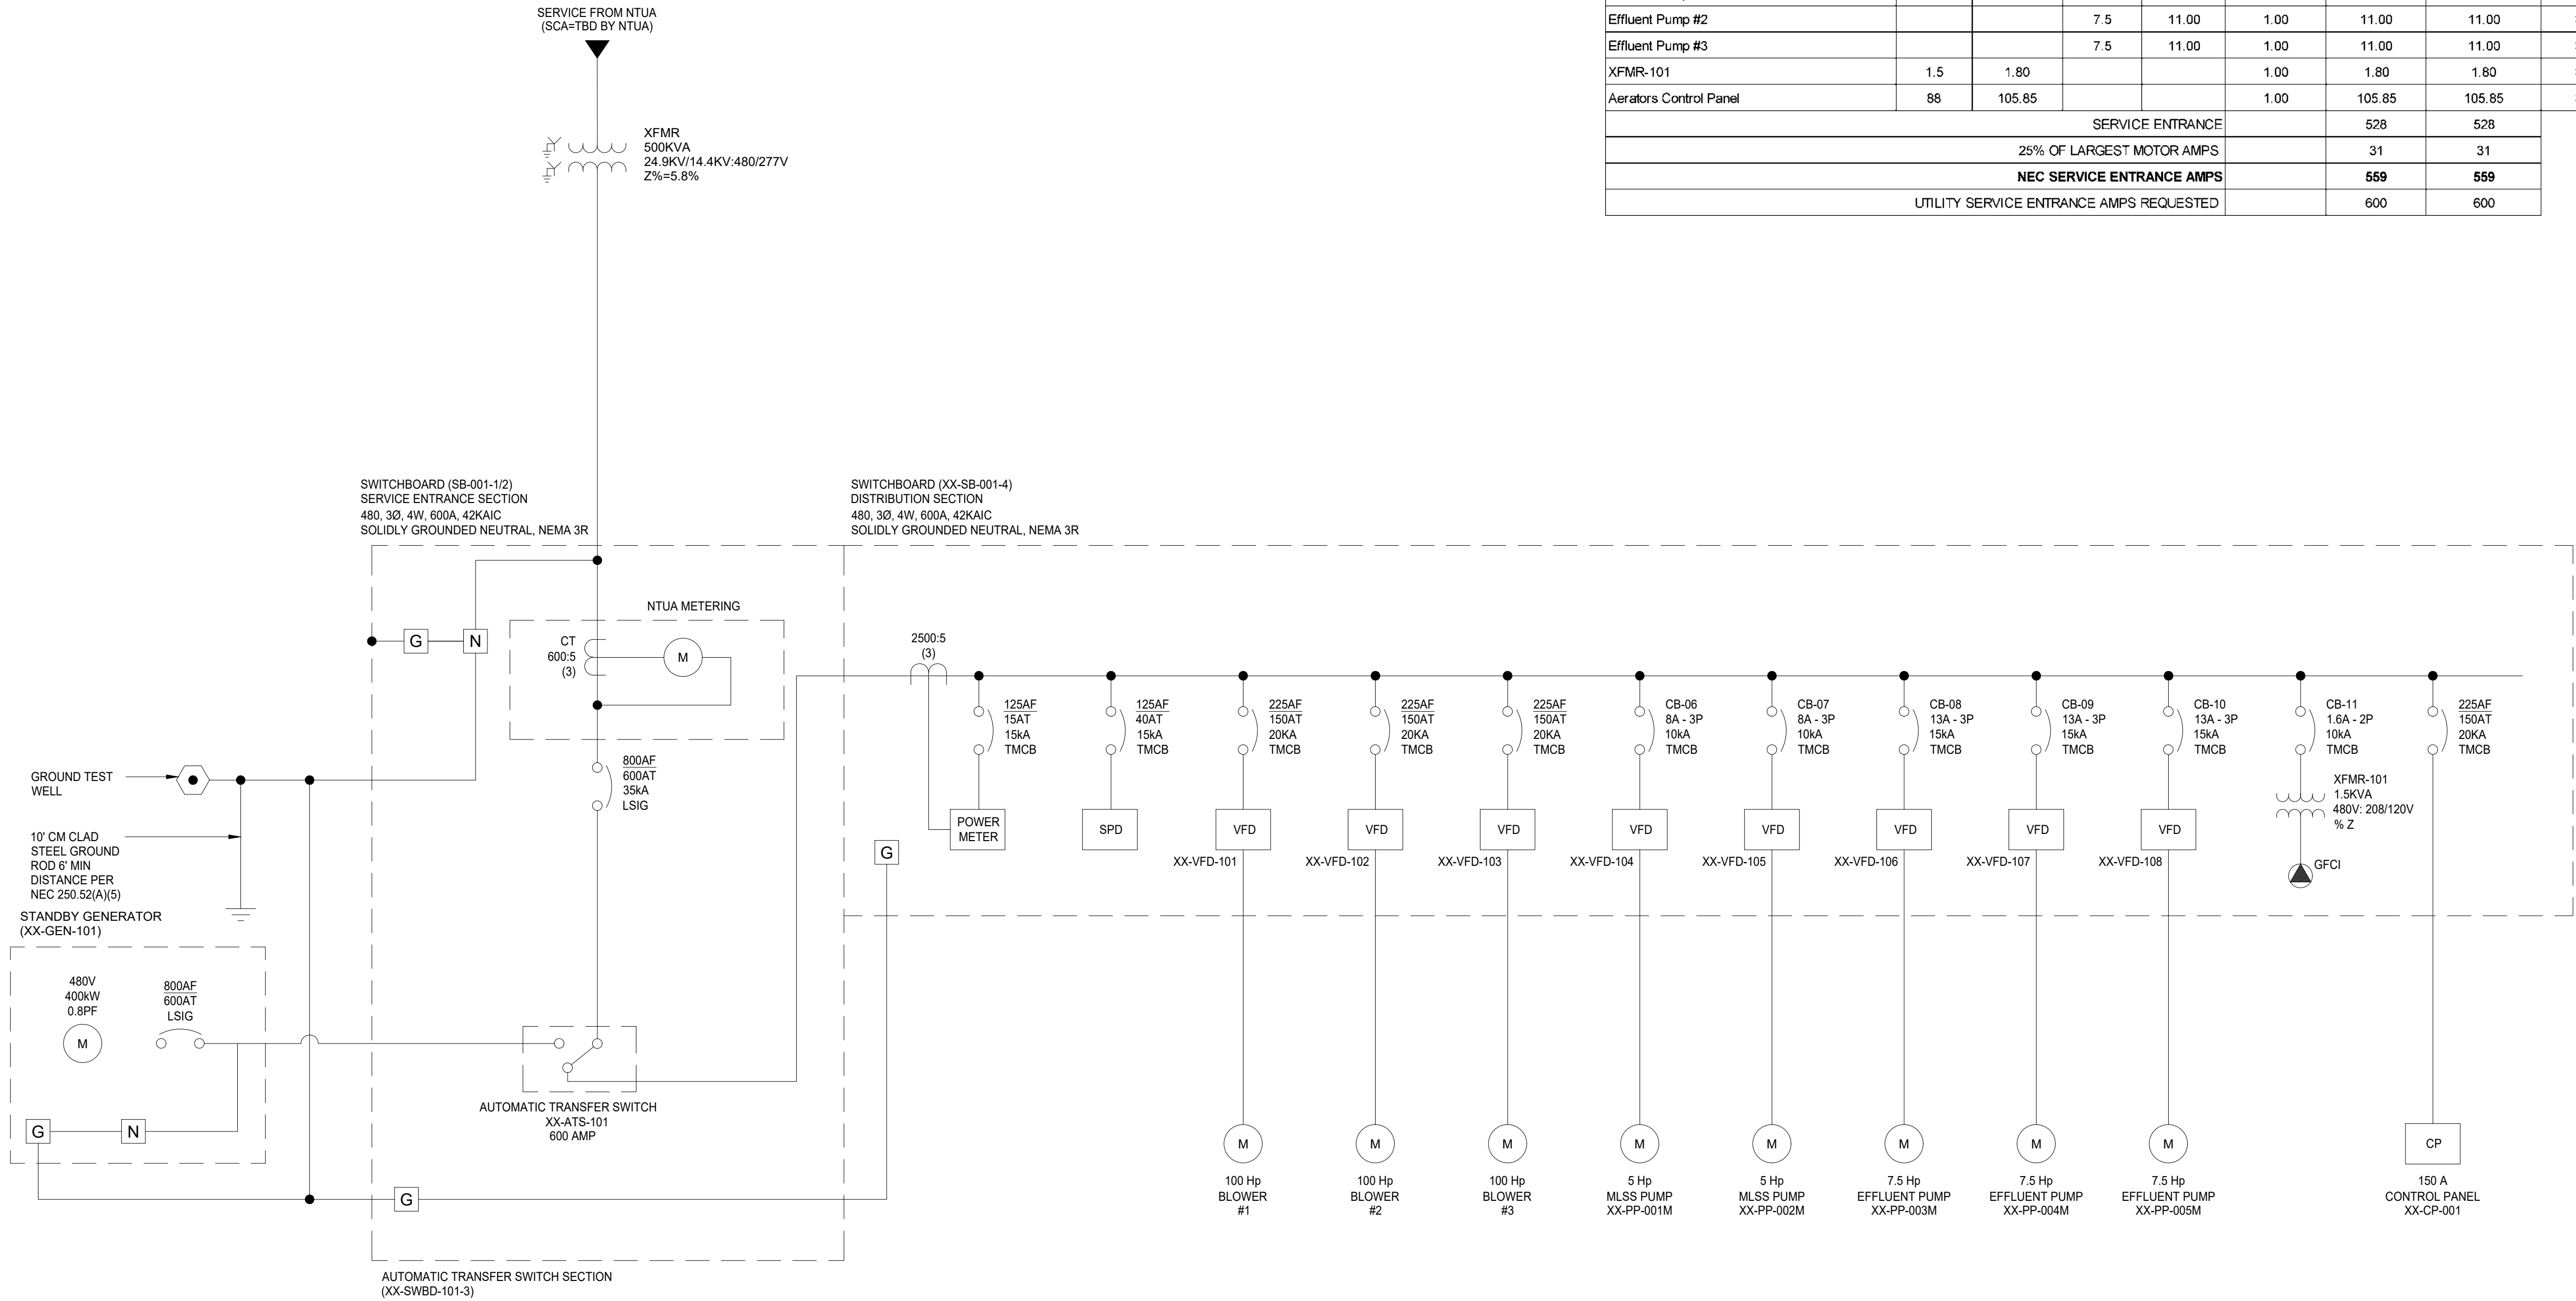 SERVICE FROM NTUA
(SCA=TBD BY NTUA)
Effluent Pump #2 7.5 11.00 1.00 11.00 11.00
Effluent Pump #3 7.5 11.00 1.00 11.00 11.00
XFMR-101 1.5 1.80 1.00 1.80 1.80
Aerators Control Panel 88 105.85 1.00 105.85 105.85
SERVICE ENTRANCE 528 528
25% OF LARGEST MOTOR AMPS 31 31
NEC SERVICE ENTRANCE AMPS 559 559
UTILITY SERVICE ENTRANCE AMPS REQUESTED 600 600
XFMR
500KVA
24.9KV/14.4KV:480/277V
Z%=5.8%
SWITCHBOARD (SB-001-1/2)
SERVICE ENTRANCE SECTION
480, 3Ø, 4W, 600A, 42KAIC
SOLIDLY GROUNDED NEUTRAL, NEMA 3R
SWITCHBOARD (XX-SB-001-4)
DISTRIBUTION SECTION
480, 3Ø, 4W, 600A, 42KAIC
SOLIDLY GROUNDED NEUTRAL, NEMA 3R
NTUA METERING
G
N
CT
600:5
(3)
M
800AF
600AT
35kA
LSIG
2500:5
(3)
125AF
15AT
15kA
TMCB
125AF
40AT
15kA
TMCB
225AF
150AT
20KA
TMCB
225AF
150AT
20KA
TMCB
225AF
150AT
20KA
TMCB
CB-06
8A - 3P
10kA
TMCB
CB-07
8A - 3P
10kA
TMCB
CB-08
13A - 3P
15kA
TMCB
CB-09
13A - 3P
15kA
TMCB
CB-10
13A - 3P
15kA
TMCB
CB-11
1.6A - 2P
10kA
TMCB
225AF
150AT
20KA
TMCB
XFMR-101
1.5KVA
480V: 208/120V
% Z
GFCI
POWER
METER
SPD
VFD
XX-VFD-101
VFD
XX-VFD-102
VFD
XX-VFD-103
VFD
XX-VFD-104
VFD
XX-VFD-105
VFD
XX-VFD-106
VFD
XX-VFD-107
VFD
XX-VFD-108
G
GROUND TEST
WELL
10' CM CLAD
STEEL GROUND
ROD 6' MIN
DISTANCE PER
NEC 250.52(A)(5)
STANDBY GENERATOR
(XX-GEN-101)
480V
400kW
0.8PF
M
800AF
600AT
LSIG
G
N
AUTOMATIC TRANSFER SWITCH
XX-ATS-101
600 AMP
G
AUTOMATIC TRANSFER SWITCH SECTION
(XX-SWBD-101-3)
M
100 Hp
BLOWER
#1
M
100 Hp
BLOWER
#2
M
100 Hp
BLOWER
#3
M
5 Hp
MLSS PUMP
XX-PP-001M
M
5 Hp
MLSS PUMP
XX-PP-002M
M
7.5 Hp
EFFLUENT PUMP
XX-PP-003M
M
7.5 Hp
EFFLUENT PUMP
XX-PP-004M
M
7.5 Hp
EFFLUENT PUMP
XX-PP-005M
CP
150 A
CONTROL PANEL
XX-CP-001